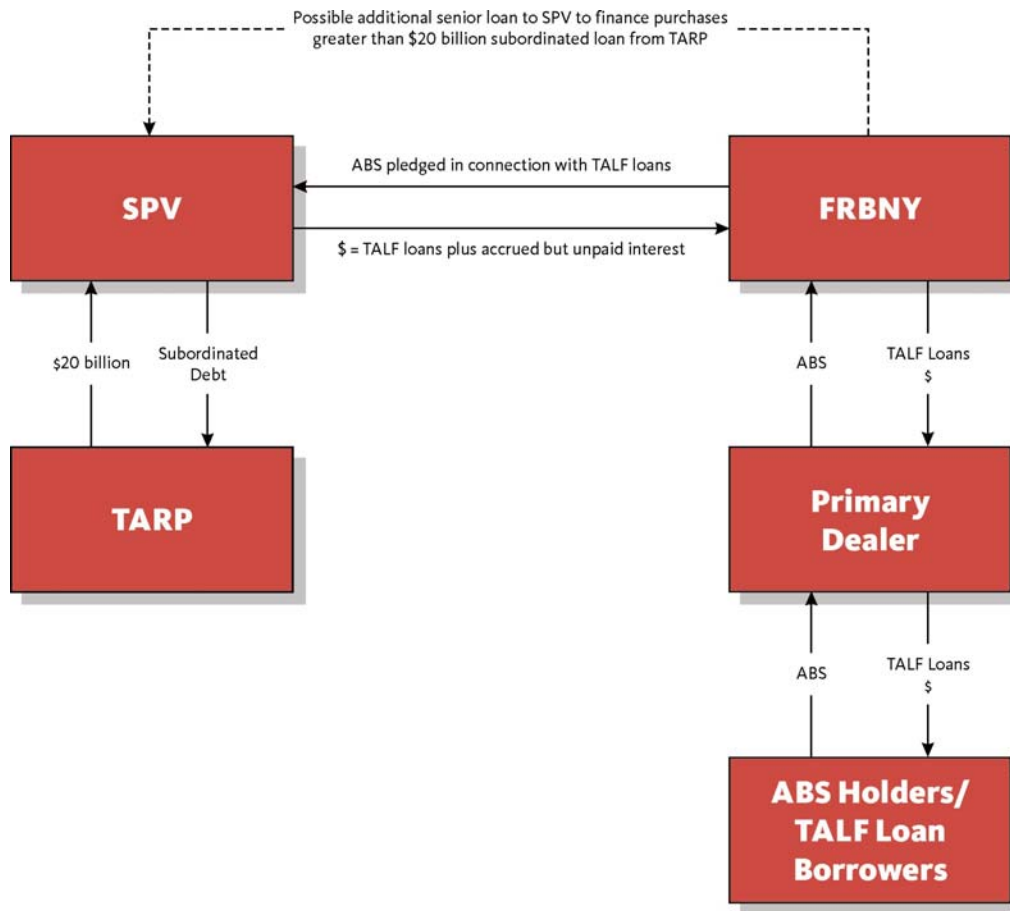 Possible additional senior loan to SPV to finance purchases
greater than $20 billion subordinated loan from TARP
SPV
ABS pledged in connection with TALF loans
$ = TALF loans plus accrued but unpaid interest
FRBNY
$20 billion
Subordinated
Debt
ABS
TALF Loans
$
TARP
Primary
Dealer
ABS
TALF Loans
$
ABS Holders/
TALF Loan
Borrowers